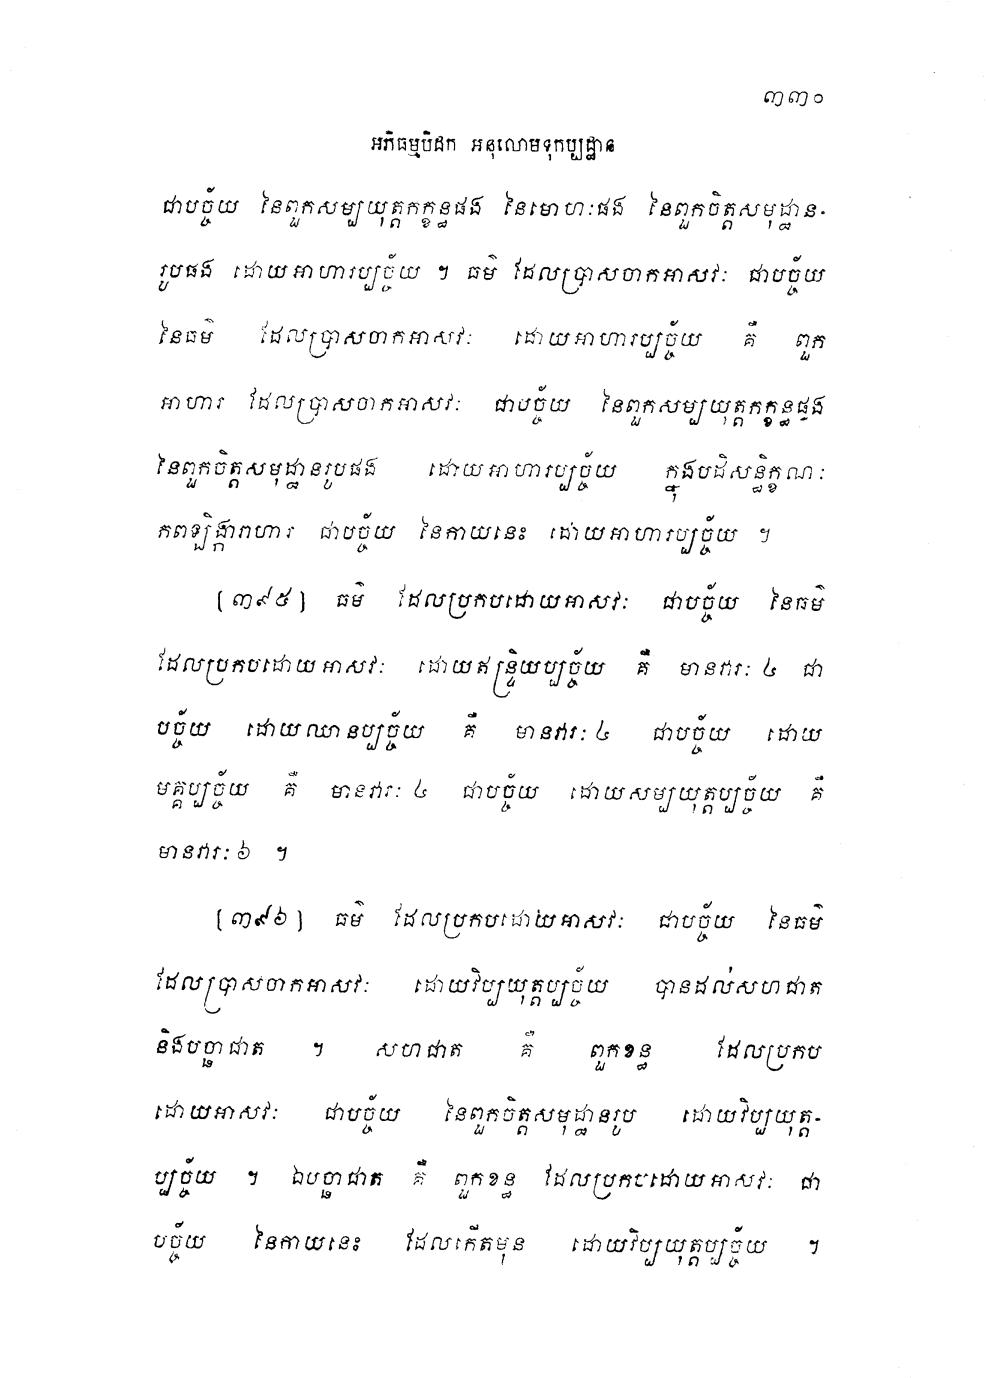 ៣៣០
អភិធម្មបិដក អនុលោមទុកប្បដ្ឋាន
ជាបច្ច័យ នៃពួកសម្បយុត្តកក្ខន្ធផង នៃមោហៈផង នៃពួកចិត្តសមុដ្ឋាន-
រូបផង ដោយអាហារប្បច្ច័យ ។ ធម៌ ដែលប្រាសចាកអាសវៈ ជាបច្ច័យ
នៃធម៌ ដែលប្រាសចាកអាសវៈ ដោយអាហារប្បច្ច័យ គឺ ពួក
អាហារ ដែលប្រាសចាកអាសវៈ ជាបច្ច័យ នៃពួកសម្បយុត្តកក្ខន្ធផង
នៃពួកចិត្តសមុដ្ឋានរូបផង ដោយអាហារប្បច្ច័យ ក្នុងបដិសន្ធិក្ខណៈ
កពឡិង្ការាហារ ជាបច្ច័យ នៃកាយនេះ ដោយអាហារប្បច្ច័យ ។
[៣៩៥] ធម៌ ដែលប្រកបដោយអាសវៈ ជាបច្ច័យ នៃធម៌
ដែលប្រកបដោយអាសវៈ ដោយឥន្ទ្រិយប្បច្ច័យ គឺ មានវារៈ ៤ ជា
បច្ច័យ ដោយឈានប្បច្ច័យ គឺ មានវារៈ ៤ ជាបច្ច័យ ដោយ
មគ្គប្បច្ច័យ គឺ មានវារៈ ៤ ជាបច្ច័យ ដោយសម្បយុត្តប្បច្ច័យ គឺ
មានវារៈ ៦ ។
[៣៩៦] ធម៌ ដែលប្រកបដោយអាសវៈ ជាបច្ច័យ នៃធម៌
ដែលប្រាសចាកអាសវៈ ដោយវិប្បយុត្តប្បច្ច័យ បានដល់សហជាត
និងបច្ឆាជាត ។ សហជាត គឺ ពួកខន្ធ ដែលប្រកប
ដោយអាសវៈ ជាបច្ច័យ នៃពួកចិត្តសមុដ្ឋានរូប ដោយវិប្បយុត្ត-
ប្បច្ច័យ ។ ឯបច្ឆាជាត គឺ ពួកខន្ធ ដែលប្រកបដោយអាសវៈ ជា
បច្ច័យ នៃកាយនេះ ដែលកើតមុន ដោយវិប្បយុត្តប្បច្ច័យ ។